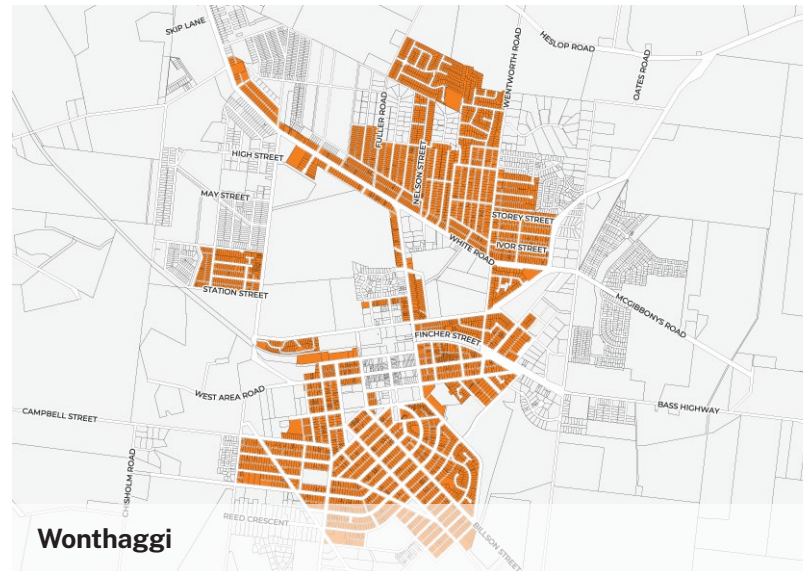 SKIP LANE
HESLOP ROAD
WENTWORTH ROAD
OATES ROAD
FULLER ROAD
HIGH STREET
NELSON STREET
MAY STREET
STOREY STREET
IVOR STREET
WHITE ROAD
STATION STREET
MCGIBBONYS ROAD
FINCHER STREET
WEST AREA ROAD
BASS HIGHWAY
CAMPBELL STREET
CHISHOLM ROAD
REED CRESCENT
BILLSON STREET
Wonthaggi